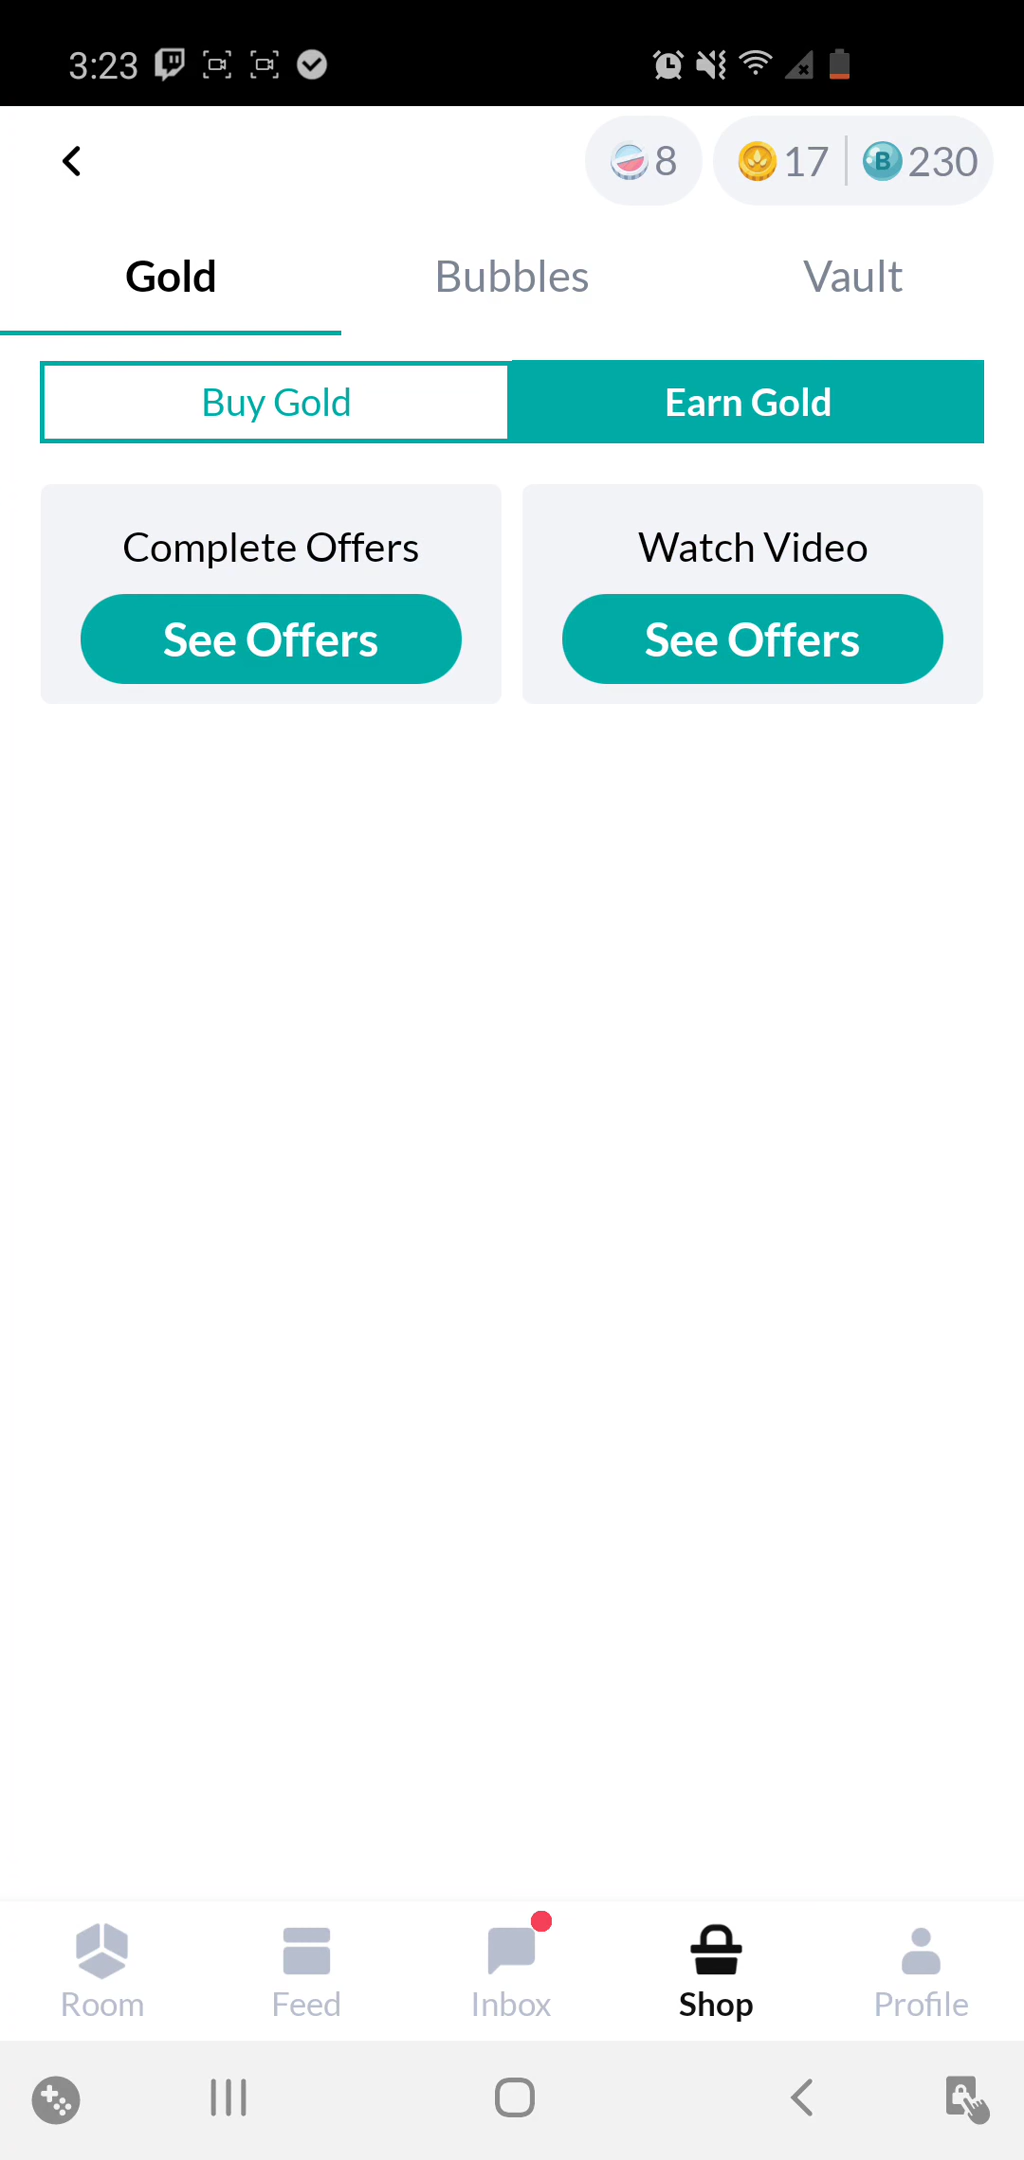 3:23
8 17 B 230
Gold Bubbles Vault
Buy Gold Earn Gold
Complete Offers Watch Video
See Offers See Offers
Room Feed Inbox Shop Profile